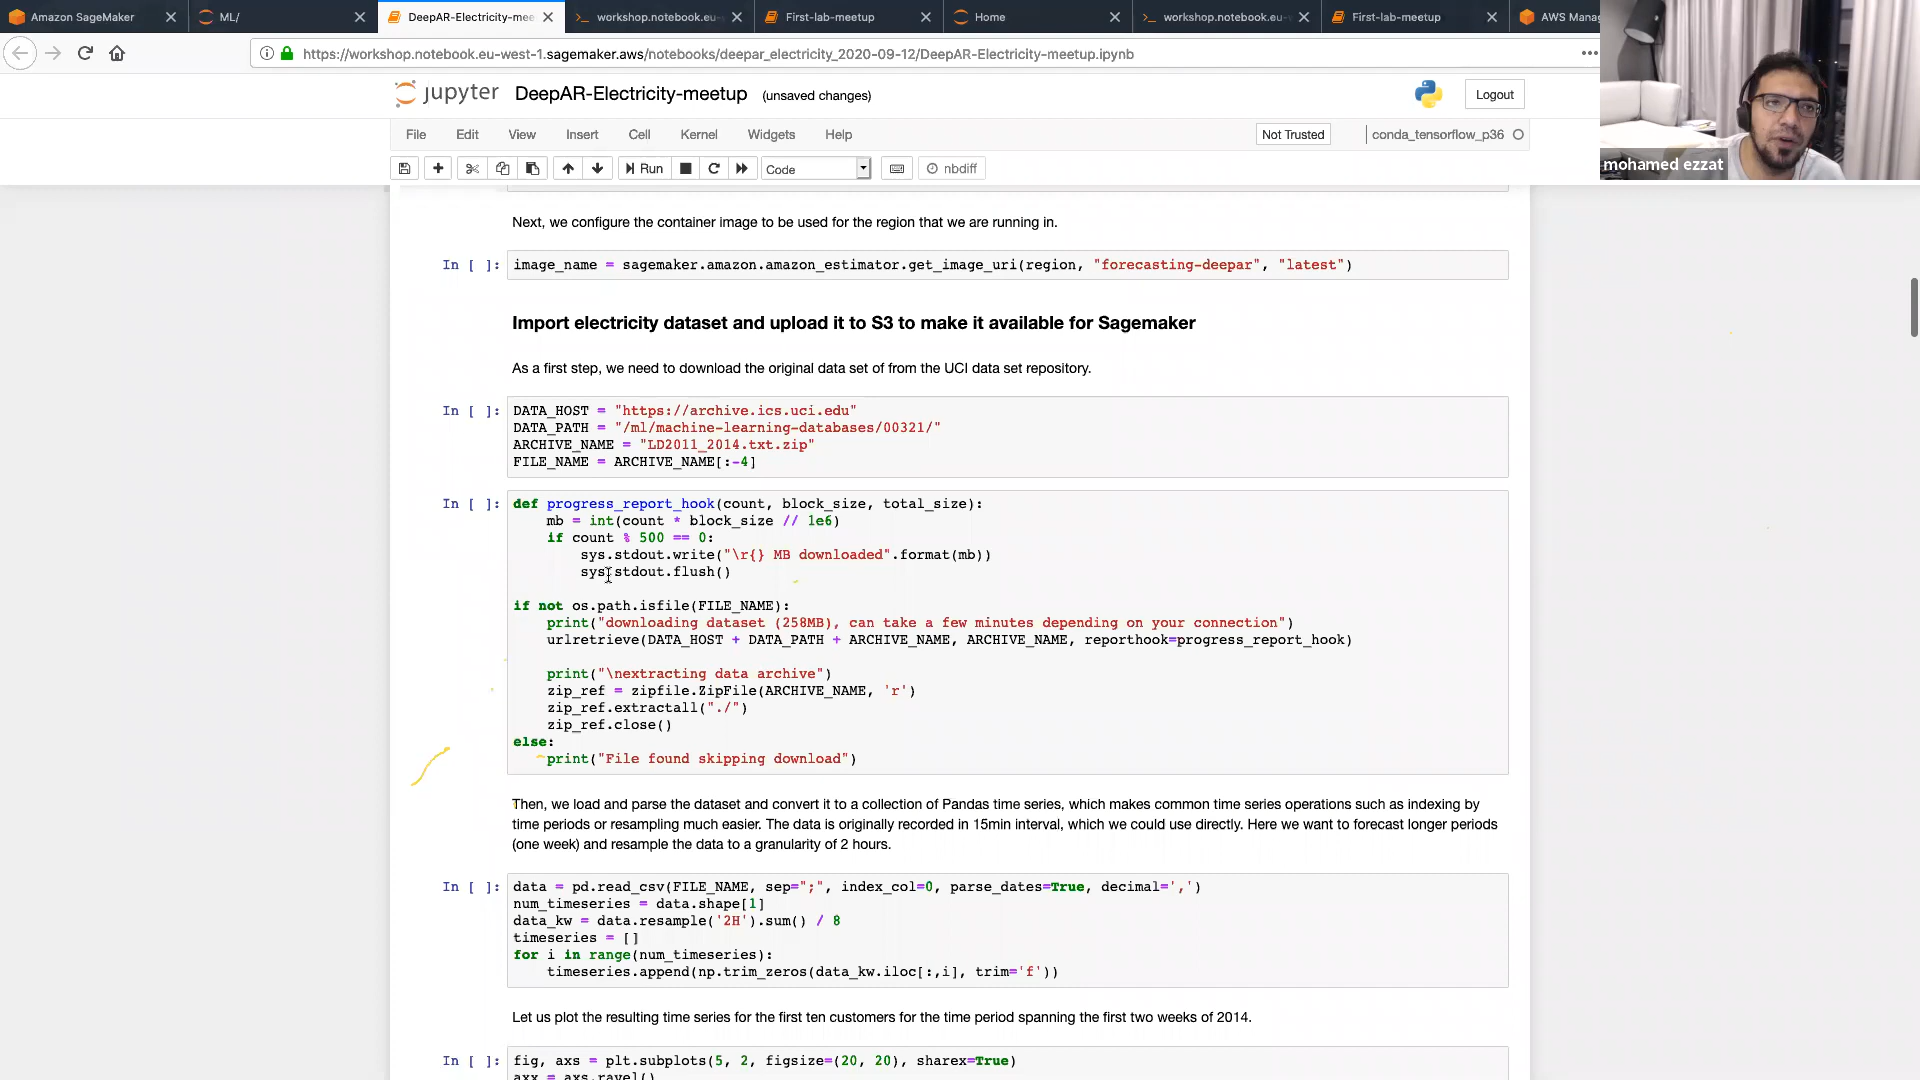 Amazon SageMaker
ML/
DeepAR-Electricity-mee
workshop.notebook.eu-
First-lab-meetup
Home
workshop.notebook.eu-
First-lab-meetup
AWS Mana
https://workshop.notebook.eu-west-1.sagemaker.aws/notebooks/deepar_electricity_2020-09-12/DeepAR-Electricity-meetup.ipynb
jupyter DeepAR-Electricity-meetup (unsaved changes)
Logout
File Edit View Insert Cell Kernel Widgets Help
Not Trusted
conda_tensorflow_p36
Run
Code
nbdiff
mohamed ezzat
Next, we configure the container image to be used for the region that we are running in.
In [ ]: image_name = sagemaker.amazon.amazon_estimator.get_image_uri(region, "forecasting-deepar", "latest")
Import electricity dataset and upload it to S3 to make it available for Sagemaker
As a first step, we need to download the original data set of from the UCI data set repository.
In [ ]: DATA_HOST = "https://archive.ics.uci.edu"
DATA_PATH = "/ml/machine-learning-databases/00321/"
ARCHIVE_NAME = "LD2011_2014.txt.zip"
FILE_NAME = ARCHIVE_NAME[:-4]
In [ ]: def progress_report_hook(count, block_size, total_size):
mb = int(count * block_size // 1e6)
if count % 500 == 0:
sys.stdout.write("\r{} MB downloaded".format(mb))
sys.stdout.flush()
if not os.path.isfile(FILE_NAME):
print("downloading dataset (258MB), can take a few minutes depending on your connection")
urlretrieve(DATA_HOST + DATA_PATH + ARCHIVE_NAME, ARCHIVE_NAME, reporthook=progress_report_hook)
print("\nextracting data archive")
zip_ref = zipfile.ZipFile(ARCHIVE_NAME, 'r')
zip_ref.extractall("./")
zip_ref.close()
else:
print("File found skipping download")
Then, we load and parse the dataset and convert it to a collection of Pandas time series, which makes common time series operations such as indexing by
time periods or resampling much easier. The data is originally recorded in 15min interval, which we could use directly. Here we want to forecast longer periods
(one week) and resample the data to a granularity of 2 hours.
In [ ]: data = pd.read_csv(FILE_NAME, sep=";", index_col=0, parse_dates=True, decimal=',')
num_timeseries = data.shape[1]
data_kw = data.resample('2H').sum() / 8
timeseries = []
for i in range(num_timeseries):
timeseries.append(np.trim_zeros(data_kw.iloc[:,i], trim='f'))
Let us plot the resulting time series for the first ten customers for the time period spanning the first two weeks of 2014.
In [ ]: fig, axs = plt.subplots(5, 2, figsize=(20, 20), sharex=True)
axx = axs.ravel()